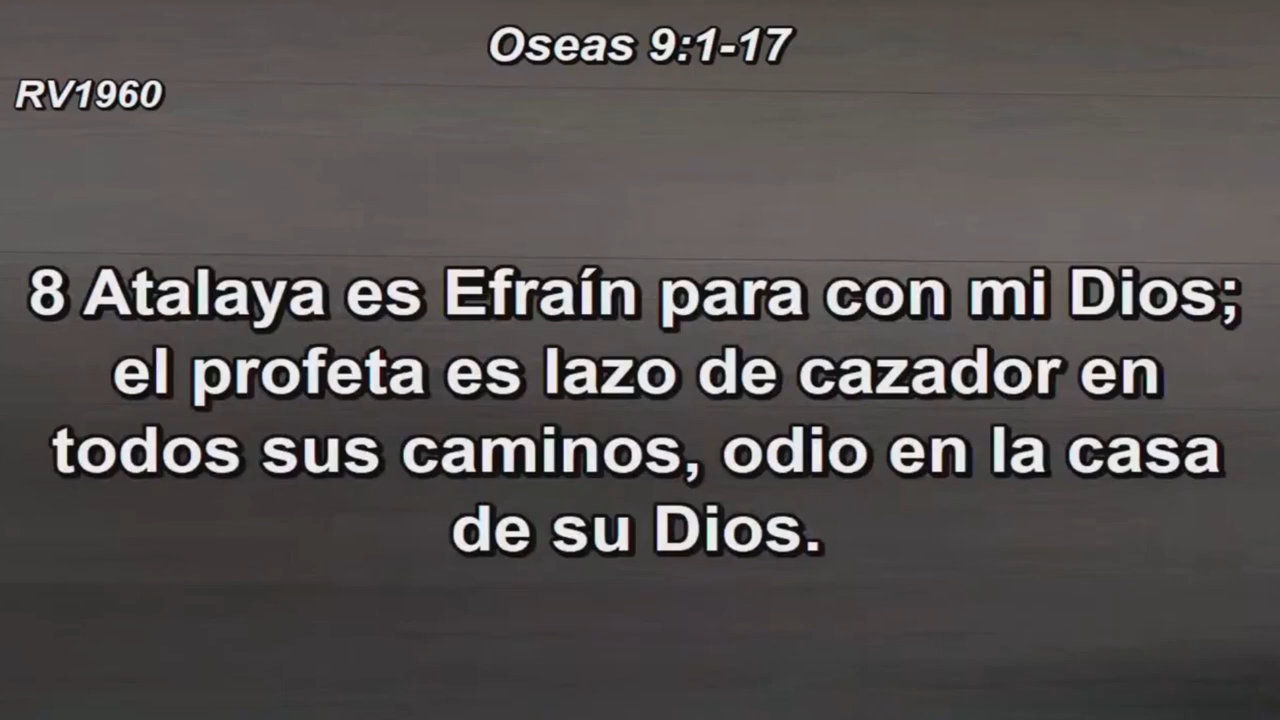 Oseas 9:1-17
RV1960
8 Atalaya es Efraín para con mi Dios;
el profeta es lazo de cazador en
todos sus caminos, odio en la casa
de su Dios.